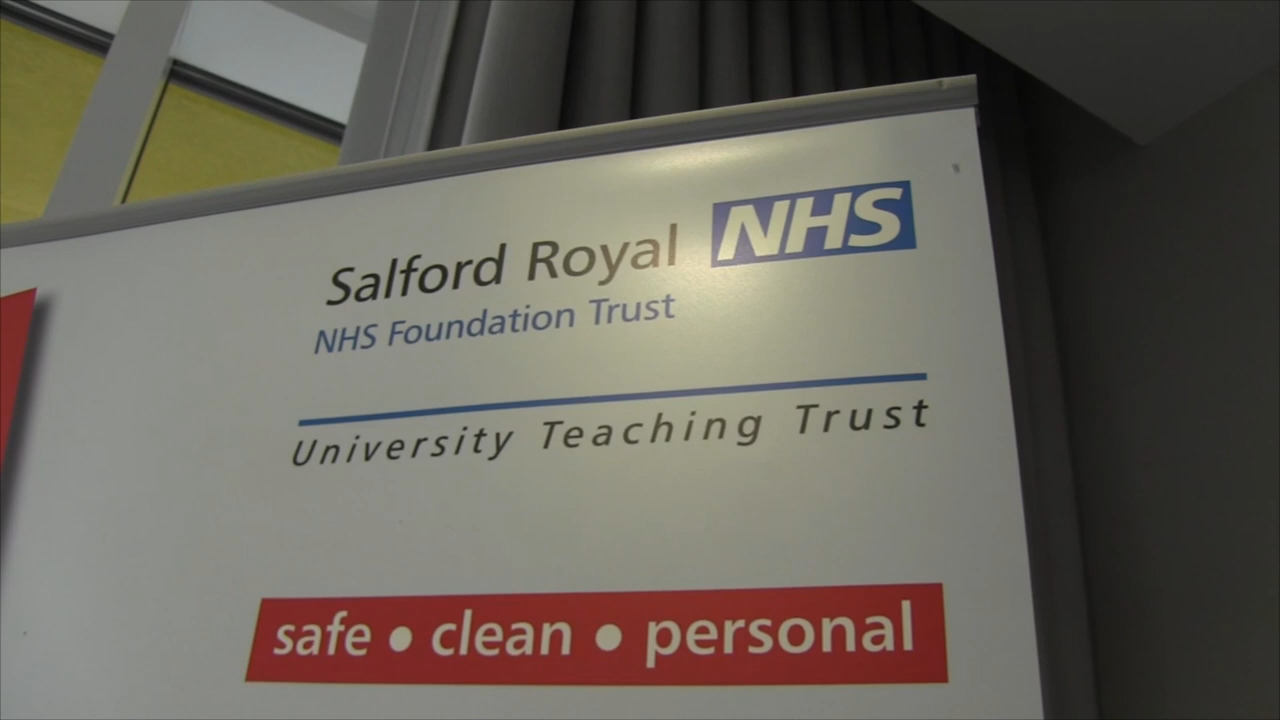 Salford Royal NHS
NHS Foundation Trust
University Teaching Trust
safe • clean • personal